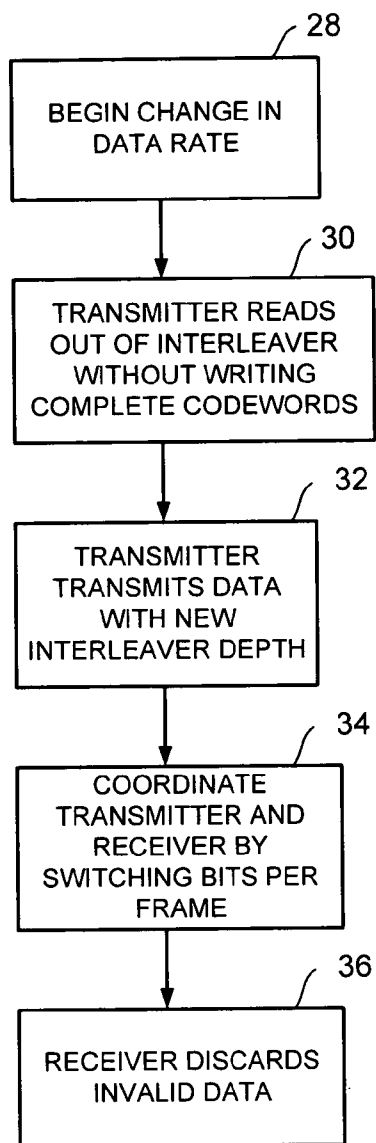 28
BEGIN CHANGE IN
DATA RATE
30
TRANSMITTER READS
OUT OF INTERLEAVER
WITHOUT WRITING
COMPLETE CODEWORDS
32
TRANSMITTER
TRANSMITS DATA
WITH NEW
INTERLEAVER DEPTH
34
COORDINATE
TRANSMITTER AND
RECEIVER BY
SWITCHING BITS PER
FRAME
36
RECEIVER DISCARDS
INVALID DATA